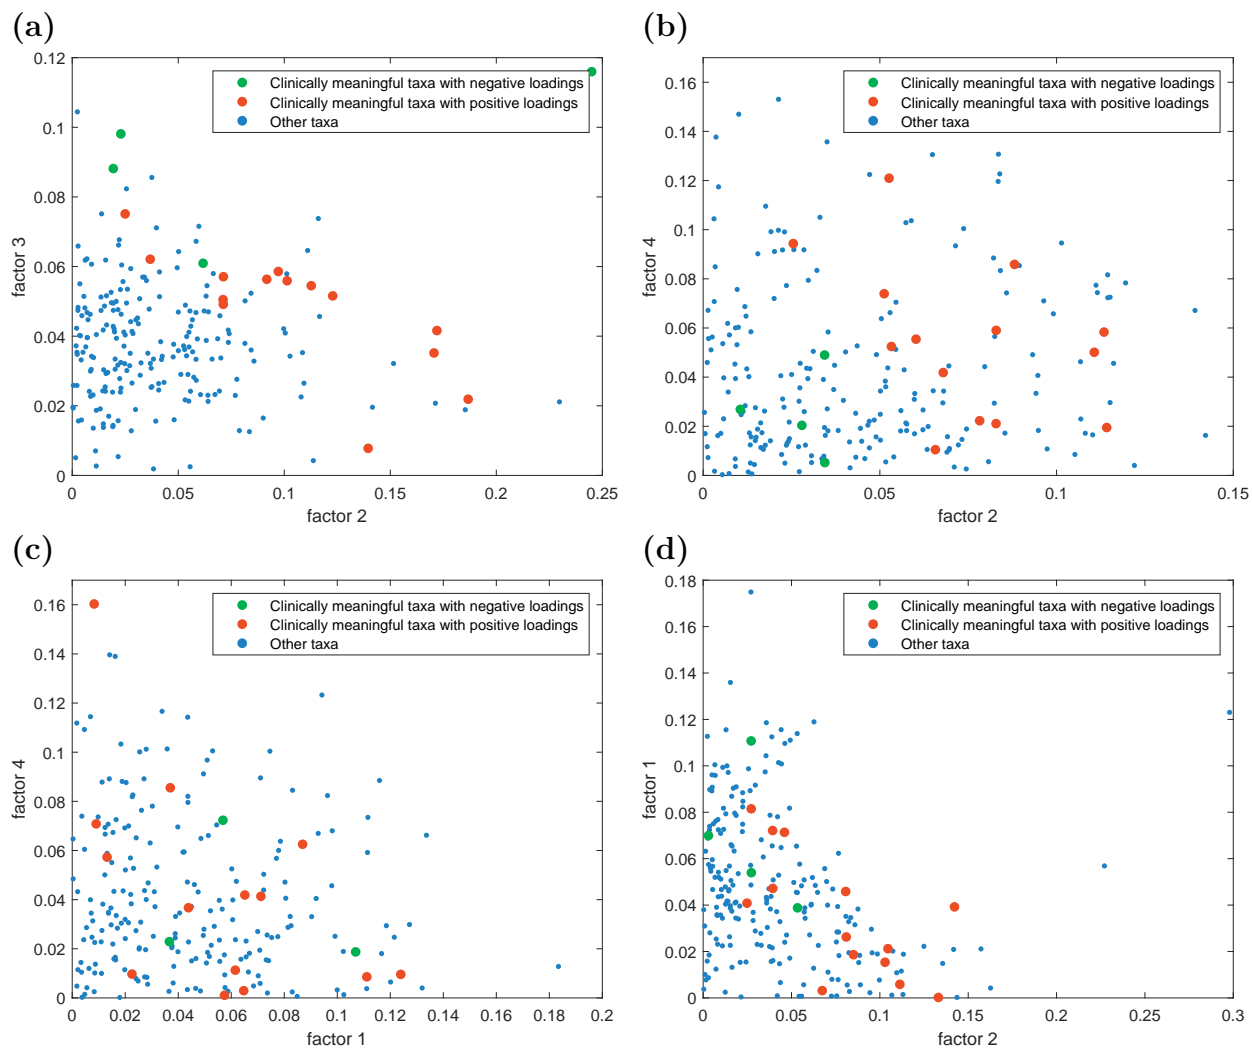 (a)
0.12
0.1
0.08
0.06
0.04
0.02
0
factor 3
Clinically meaningful taxa with negative loadings
Clinically meaningful taxa with positive loadings
Other taxa
0 0.05 0.1 0.15 0.2 0.25
factor 2
(b)
0.16
0.14
0.12
0.1
0.08
0.06
0.04
0.02
0
factor 4
Clinically meaningful taxa with negative loadings
Clinically meaningful taxa with positive loadings
Other taxa
0 0.05 0.1 0.15
factor 2
(c)
0.16
0.14
0.12
0.1
0.08
0.06
0.04
0.02
0
factor 4
Clinically meaningful taxa with negative loadings
Clinically meaningful taxa with positive loadings
Other taxa
0 0.02 0.04 0.06 0.08 0.1 0.12 0.14 0.16 0.18 0.2
factor 1
(d)
0.18
0.16
0.14
0.12
0.1
0.08
0.06
0.04
0.02
0
factor 1
Clinically meaningful taxa with negative loadings
Clinically meaningful taxa with positive loadings
Other taxa
0 0.05 0.1 0.15 0.2 0.25 0.3
factor 2